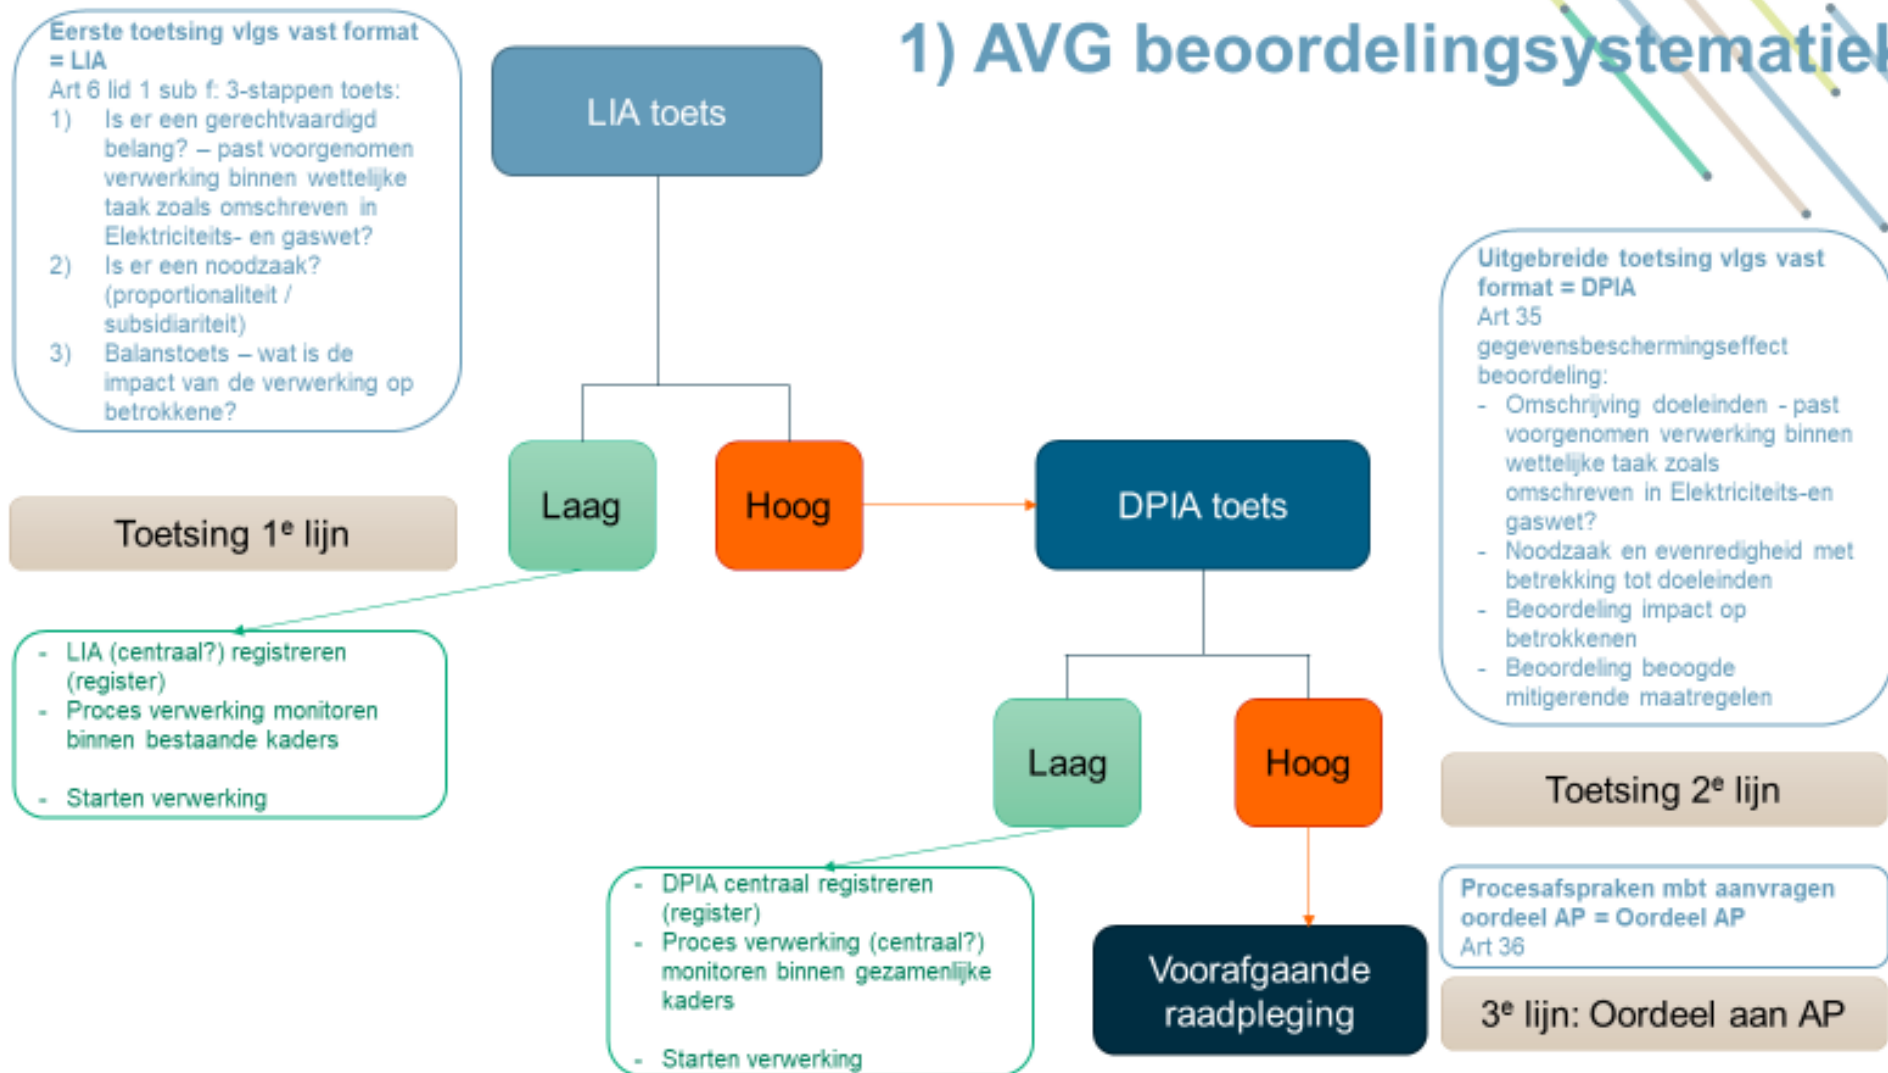 1) AVG beoordelingsystematiek
Eerste toetsing vlgs vast format
= LIA
Art 6 lid 1 sub f: 3-stappen toets:
1) Is er een gerechtvaardigd
belang? – past voorgenomen
verwerking binnen wettelijke
taak zoals omschreven in
Elektriciteits- en gaswet?
2) Is er een noodzaak?
(proportionaliteit /
subsidiariteit)
3) Balanstoets – wat is de
impact van de verwerking op
betrokkene?
LIA toets
Laag
Hoog
DPIA toets
Toetsing 1e lijn
- LIA (centraal?) registreren
(register)
- Proces verwerking monitoren
binnen bestaande kaders
- Starten verwerking
Uitgebreide toetsing vlgs vast
format = DPIA
Art 35
gegevensbeschermingseffect
beoordeling:
- Omschrijving doeleinden - past
voorgenomen verwerking binnen
wettelijke taak zoals
omschreven in Elektriciteits-en
gaswet?
- Noodzaak en evenredigheid met
betrekking tot doeleinden
- Beoordeling impact op
betrokkenen
- Beoordeling beoogde
mitigerende maatregelen
Laag
Hoog
Toetsing 2e lijn
- DPIA centraal registreren
(register)
- Proces verwerking (centraal?)
monitoren binnen gezamenlijke
kaders
- Starten verwerking
Voorafgaande
raadpleging
Procesafspraken mbt aanvragen
oordeel AP = Oordeel AP
Art 36
3e lijn: Oordeel aan AP